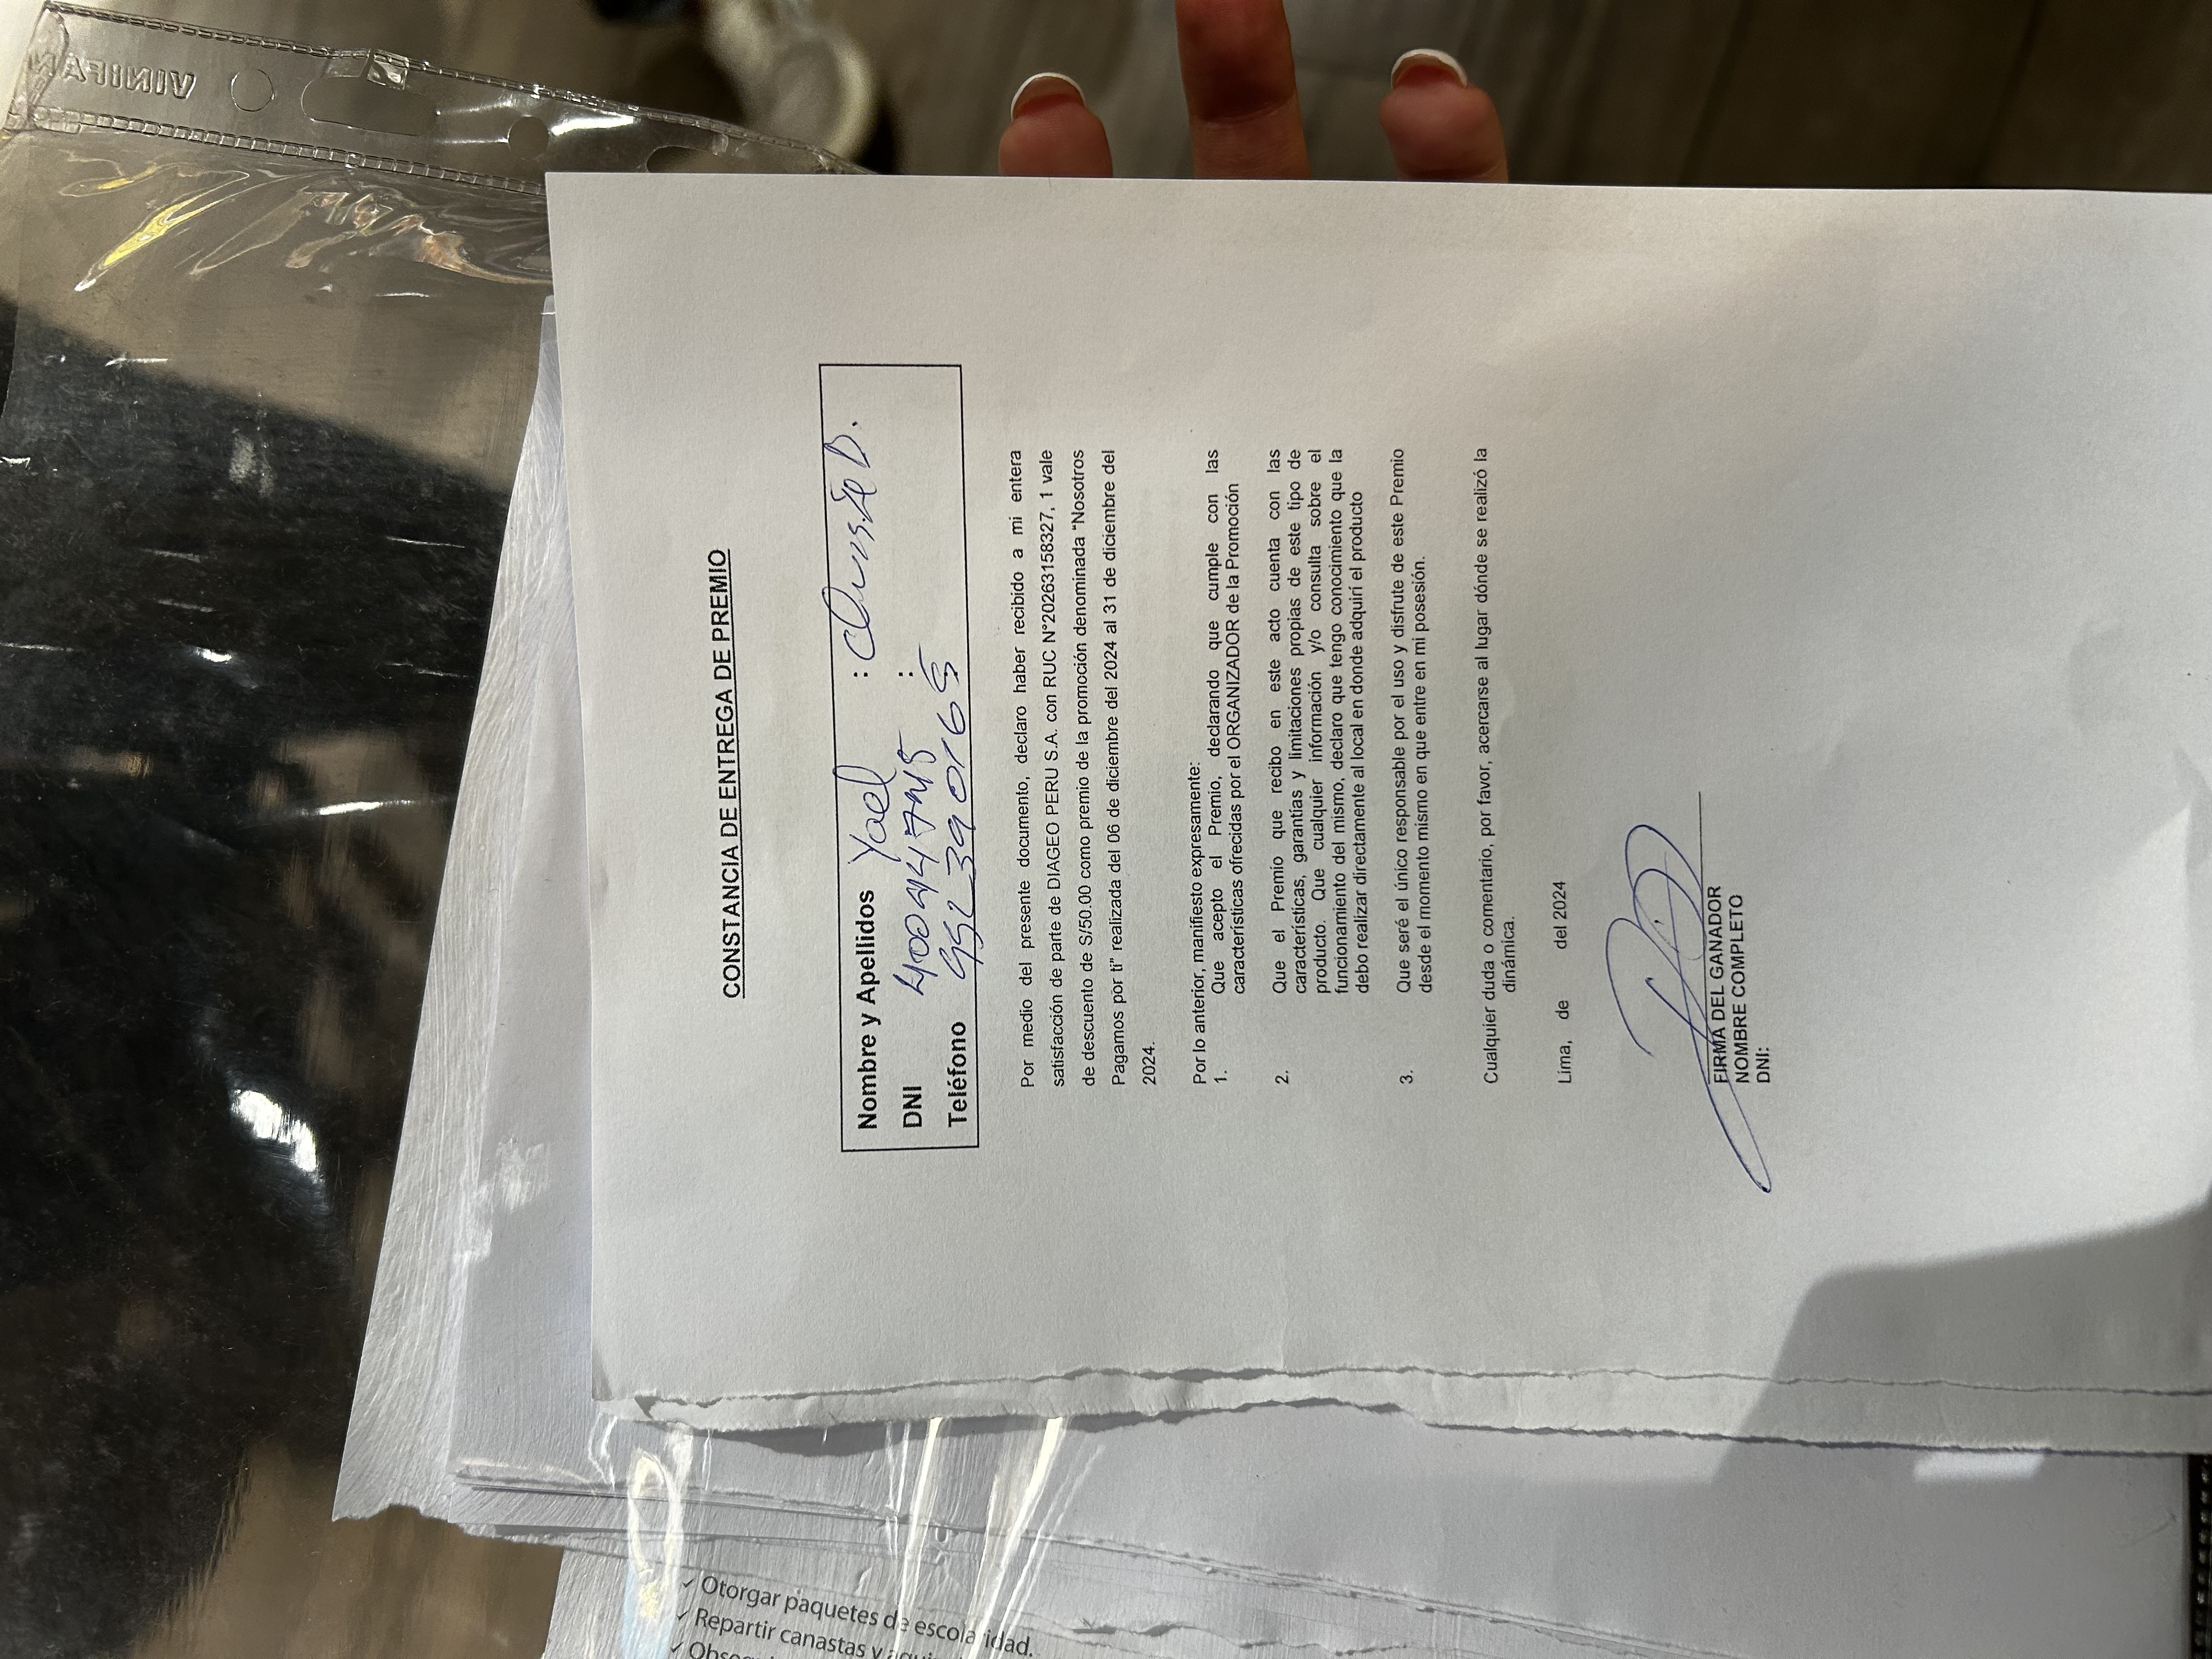 VINIFAN
✓ Otorgar paquetes de escolaridad.
✓ Repartir canastas y
CONSTANCIA DE ENTREGA DE PREMIO
Nombre y Apellidos Yael :
DNI :
Teléfono 952390165
Por medio del presente documento, declaro haber recibido a mi entera
satisfacción de parte de DIAGEO PERU S.A. con RUC N°20263158327, 1 vale
de descuento de S/50.00 como premio de la promoción denominada “Nosotros
Pagamos por ti” realizada del 06 de diciembre del 2024 al 31 de diciembre del
2024.
Por lo anterior, manifiesto expresamente:
1. Que acepto el Premio, declarando que cumple con las
características ofrecidas por el ORGANIZADOR de la Promoción
2. Que el Premio que recibo en este acto cuenta con las
características, garantías y limitaciones propias de este tipo de
producto. Que cualquier información y/o consulta sobre el
funcionamiento del mismo, declaro que tengo conocimiento que la
debo realizar directamente al local en donde adquirí el producto
3. Que seré el único responsable por el uso y disfrute de este Premio
desde el momento mismo en que entre en mi posesión.
Cualquier duda o comentario, por favor, acercarse al lugar dónde se realizó la
dinámica.
Lima, de del 2024
FIRMA DEL GANADOR
NOMBRE COMPLETO
DNI: